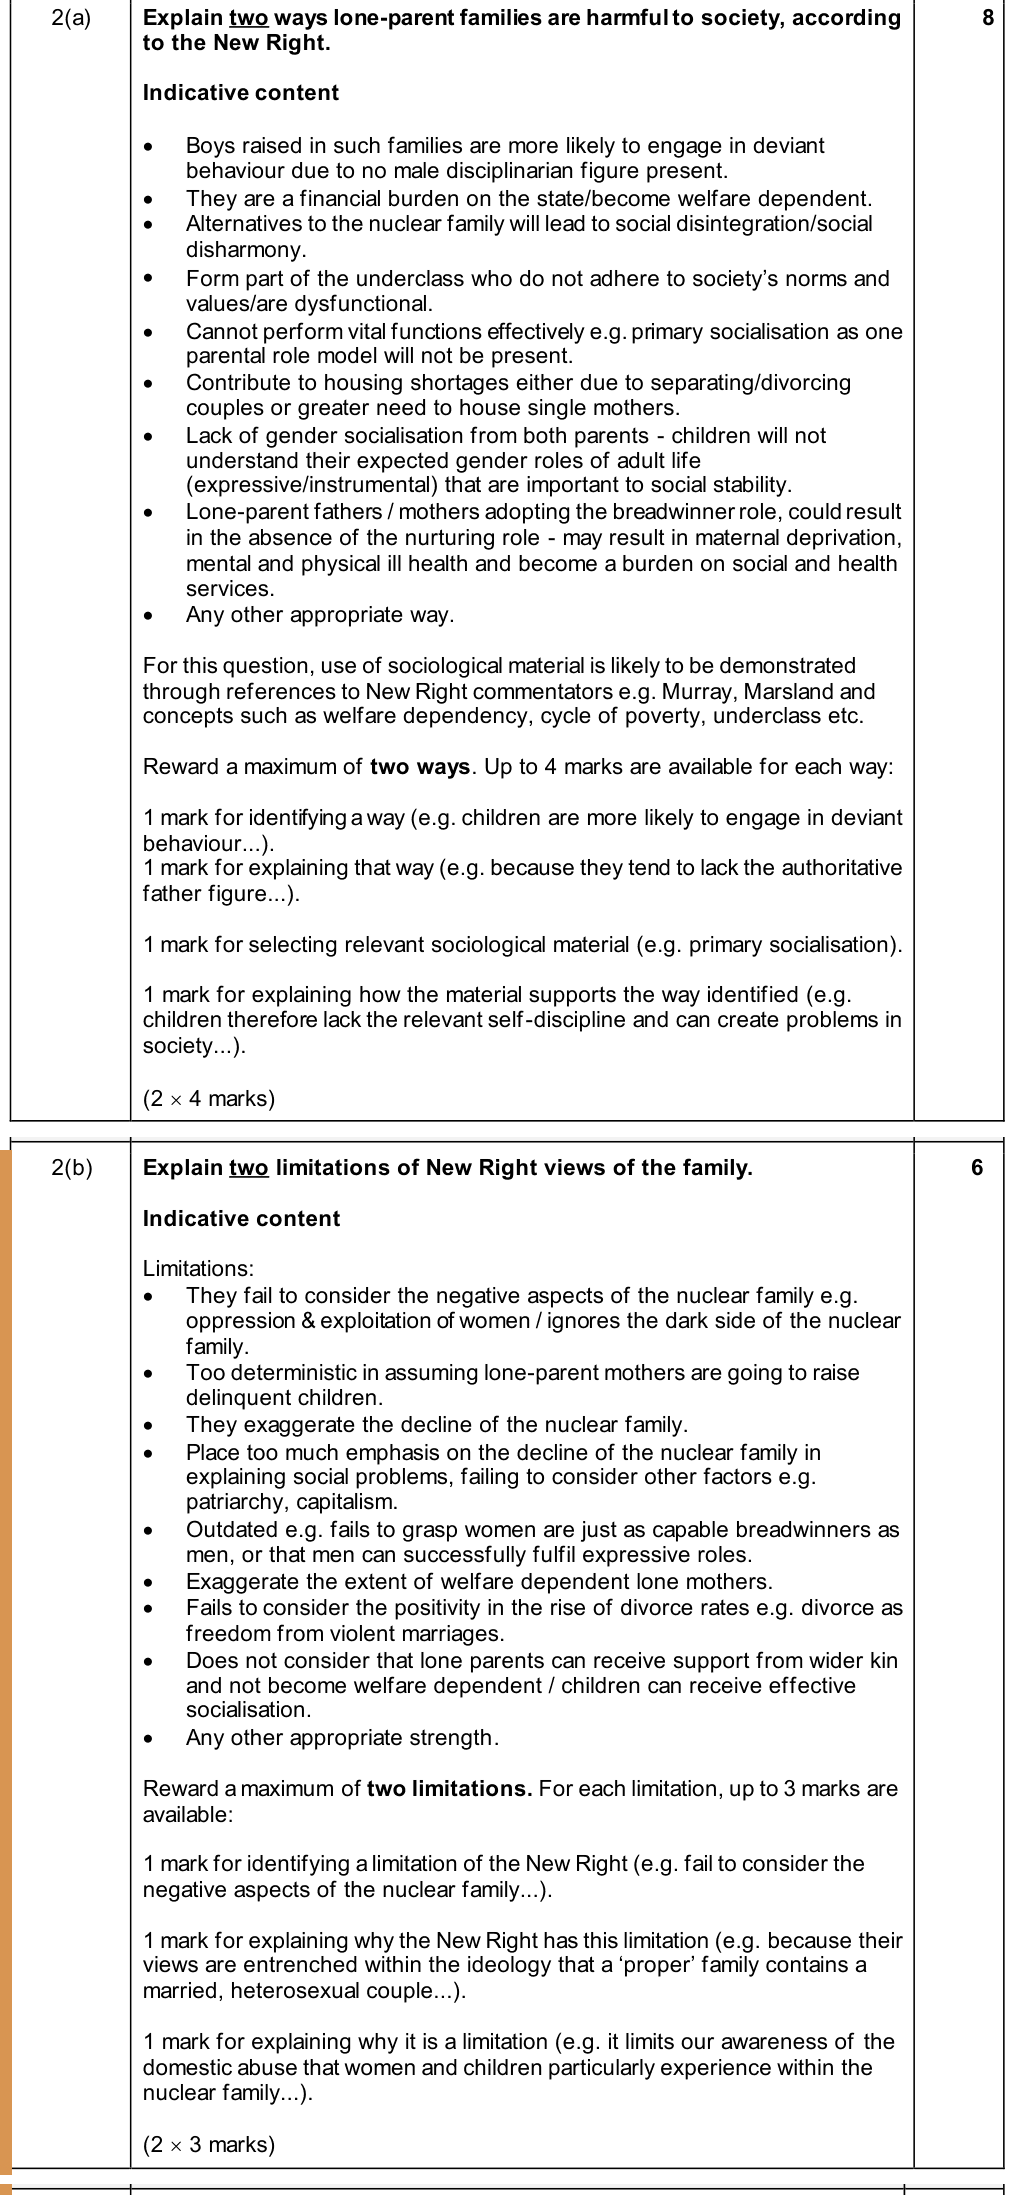 2(a) Explain two ways lone-parent families are harmful to society, according 8
to the New Right.
Indicative content
• Boys raised in such families are more likely to engage in deviant
behaviour due to no male disciplinarian figure present.
• They are a financial burden on the state/become welfare dependent.
• Alternatives to the nuclear family will lead to social disintegration/social
disharmony.
• Form part of the underclass who do not adhere to society’s norms and
values/are dysfunctional.
• Cannot perform vital functions effectively e.g. primary socialisation as one
parental role model will not be present.
• Contribute to housing shortages either due to separating/divorcing
couples or greater need to house single mothers.
• Lack of gender socialisation from both parents - children will not
understand their expected gender roles of adult life
(expressive/instrumental) that are important to social stability.
• Lone-parent fathers / mothers adopting the breadwinner role, could result
in the absence of the nurturing role - may result in maternal deprivation,
mental and physical ill health and become a burden on social and health
services.
• Any other appropriate way.
For this question, use of sociological material is likely to be demonstrated
through references to New Right commentators e.g. Murray, Marsland and
concepts such as welfare dependency, cycle of poverty, underclass etc.
Reward a maximum of two ways. Up to 4 marks are available for each way:
1 mark for identifying a way (e.g. children are more likely to engage in deviant
behaviour...).
1 mark for explaining that way (e.g. because they tend to lack the authoritative
father figure...).
1 mark for selecting relevant sociological material (e.g. primary socialisation).
1 mark for explaining how the material supports the way identified (e.g.
children therefore lack the relevant self-discipline and can create problems in
society...).
(2 × 4 marks)
2(b) Explain two limitations of New Right views of the family. 6
Indicative content
Limitations:
• They fail to consider the negative aspects of the nuclear family e.g.
oppression & exploitation of women / ignores the dark side of the nuclear
family.
• Too deterministic in assuming lone-parent mothers are going to raise
delinquent children.
• They exaggerate the decline of the nuclear family.
• Place too much emphasis on the decline of the nuclear family in
explaining social problems, failing to consider other factors e.g.
patriarchy, capitalism.
• Outdated e.g. fails to grasp women are just as capable breadwinners as
men, or that men can successfully fulfil expressive roles.
• Exaggerate the extent of welfare dependent lone mothers.
• Fails to consider the positivity in the rise of divorce rates e.g. divorce as
freedom from violent marriages.
• Does not consider that lone parents can receive support from wider kin
and not become welfare dependent / children can receive effective
socialisation.
• Any other appropriate strength.
Reward a maximum of two limitations. For each limitation, up to 3 marks are
available:
1 mark for identifying a limitation of the New Right (e.g. fail to consider the
negative aspects of the nuclear family...).
1 mark for explaining why the New Right has this limitation (e.g. because their
views are entrenched within the ideology that a ‘proper’ family contains a
married, heterosexual couple...).
1 mark for explaining why it is a limitation (e.g. it limits our awareness of the
domestic abuse that women and children particularly experience within the
nuclear family...).
(2 × 3 marks)